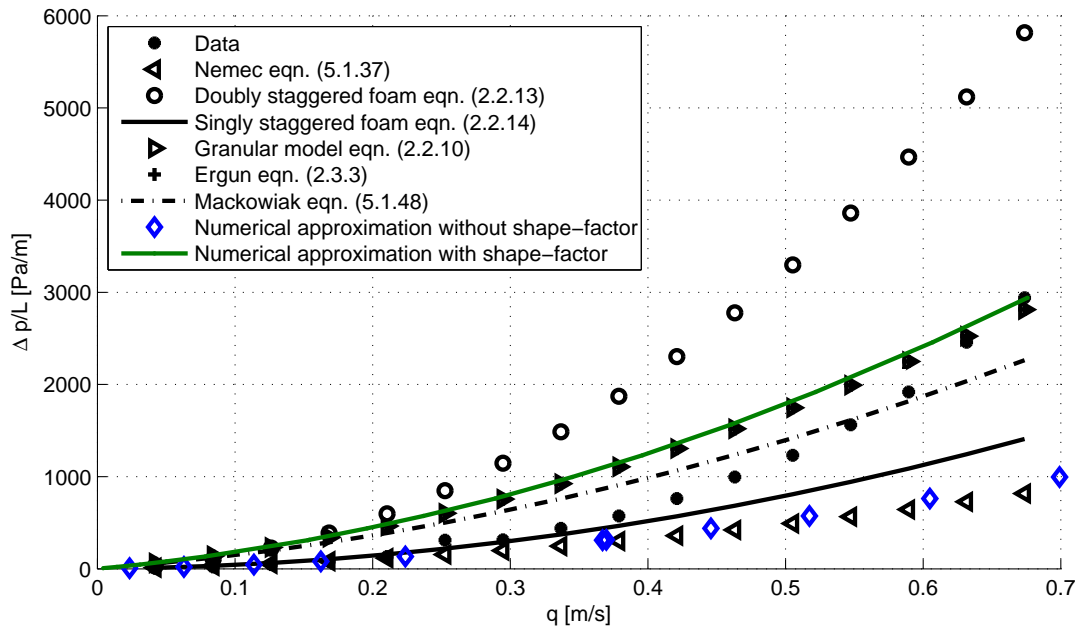 6000
5000
4000
3000
2000
1000
0
Δ p/L [Pa/m]
Data
Nemec eqn. (5.1.37)
Doubly staggered foam eqn. (2.2.13)
Singly staggered foam eqn. (2.2.14)
Granular model eqn. (2.2.10)
Ergun eqn. (2.3.3)
Mackowiak eqn. (5.1.48)
Numerical approximation without shape−factor
Numerical approximation with shape−factor
0 0.1 0.2 0.3 0.4 0.5 0.6 0.7
q [m/s]